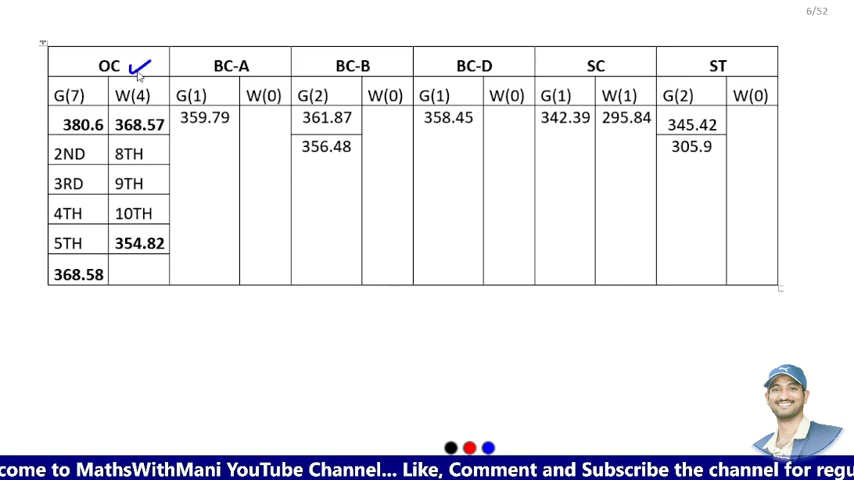 6/52
OC BC-A BC-B BC-D SC ST
G(7) W(4) G(1) W(0) G(2) W(0) G(1) W(0) G(1) W(1) G(2) W(0)
380.6 368.57 359.79 361.87 358.45 342.39 295.84 345.42
2ND 8TH 356.48 305.9
3RD 9TH
4TH 10TH
5TH 354.82
368.58
come to MathsWithMani YouTube Channel... Like, Comment and Subscribe the channel for regu